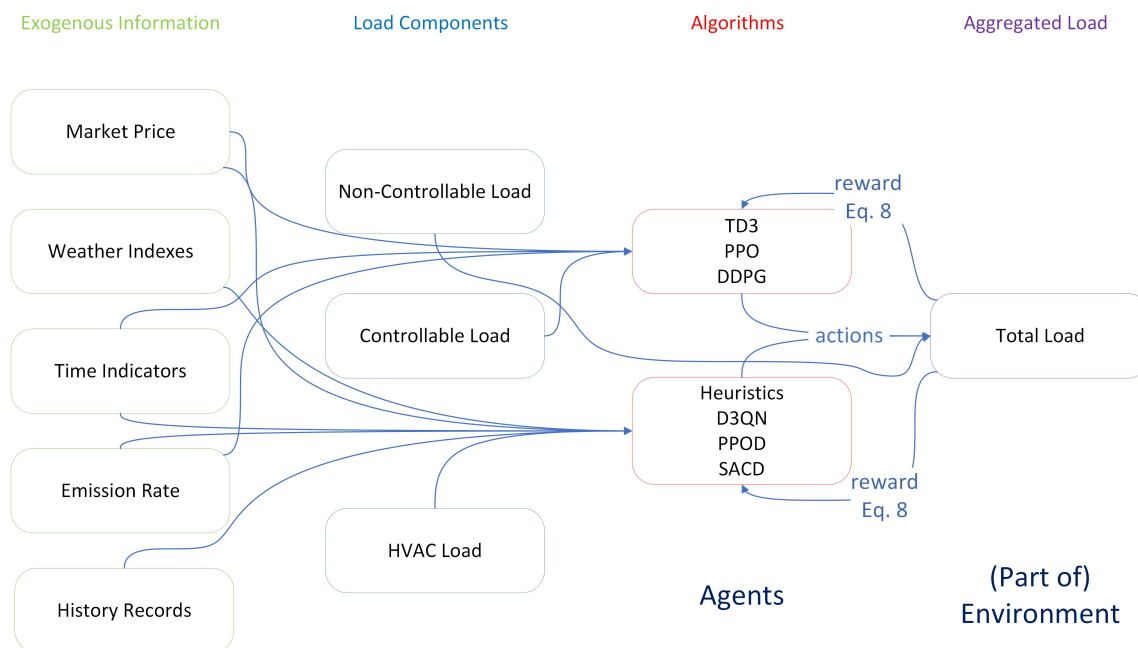 Exogenous Information
Load Components
Algorithms
Aggregated Load
Market Price
Weather Indexes
Time Indicators
Emission Rate
History Records
Non-Controllable Load
Controllable Load
HVAC Load
TD3
PPO
DDPG
Heuristics
D3QN
PPOD
SACD
reward
Eq. 8
actions
reward
Eq. 8
Total Load
Agents
(Part of)
Environment